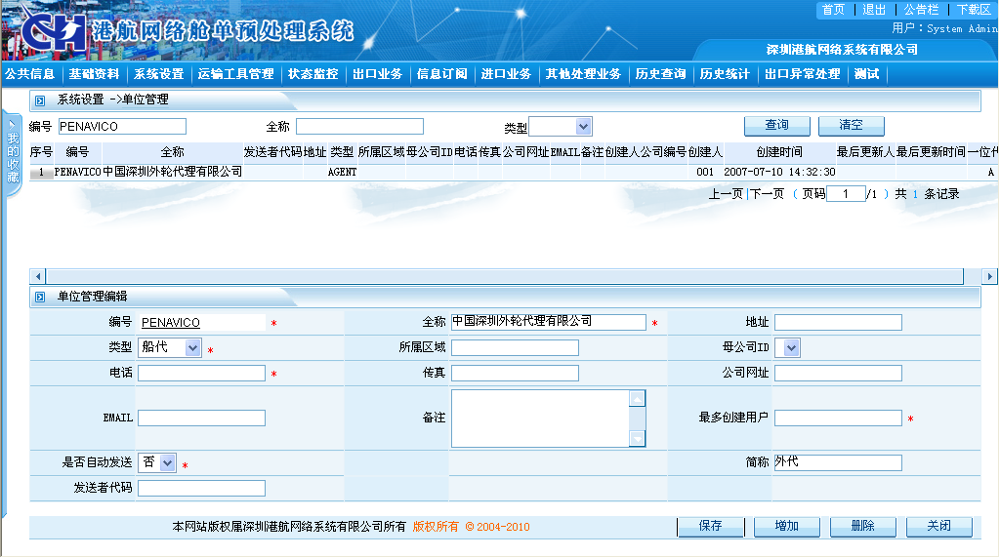 首页 | 退出 | 公告栏 | 下载区
CH 港航网络舱单预处理系统
用户：System Admin
深圳港航网络系统有限公司
公共信息 基础资料 系统设置 运输工具管理 状态监控 出口业务 信息订阅 进口业务 其他处理业务 历史查询 历史统计 出口异常处理 测试
系统设置 ->单位管理
我的收藏
编号 PENAVICO 全称 类型 查询 清空
序号 编号 全称 发送者代码 地址 类型 所属区域 母公司ID 电话 传真 公司网址 EMAIL 备注 创建人公司编号 创建人 创建时间 最后更新人 最后更新时间 一位代
1 PENAVICO 中国深圳外轮代理有限公司 AGENT 001 2007-07-10 14:32:30 A
上一页|下一页 ( 页码 1 /1 ) 共 1 条记录
单位管理编辑
编号 PENAVICO * 全称 中国深圳外轮代理有限公司 * 地址
类型 船代 * 所属区域 母公司ID
电话 * 传真 公司网址
EMAIL 备注 最多创建用户 *
是否自动发送 否 * 简称 外代
发送者代码
本网站版权属深圳港航网络系统有限公司所有 版权所有 ©2004-2010 保存 增加 删除 关闭